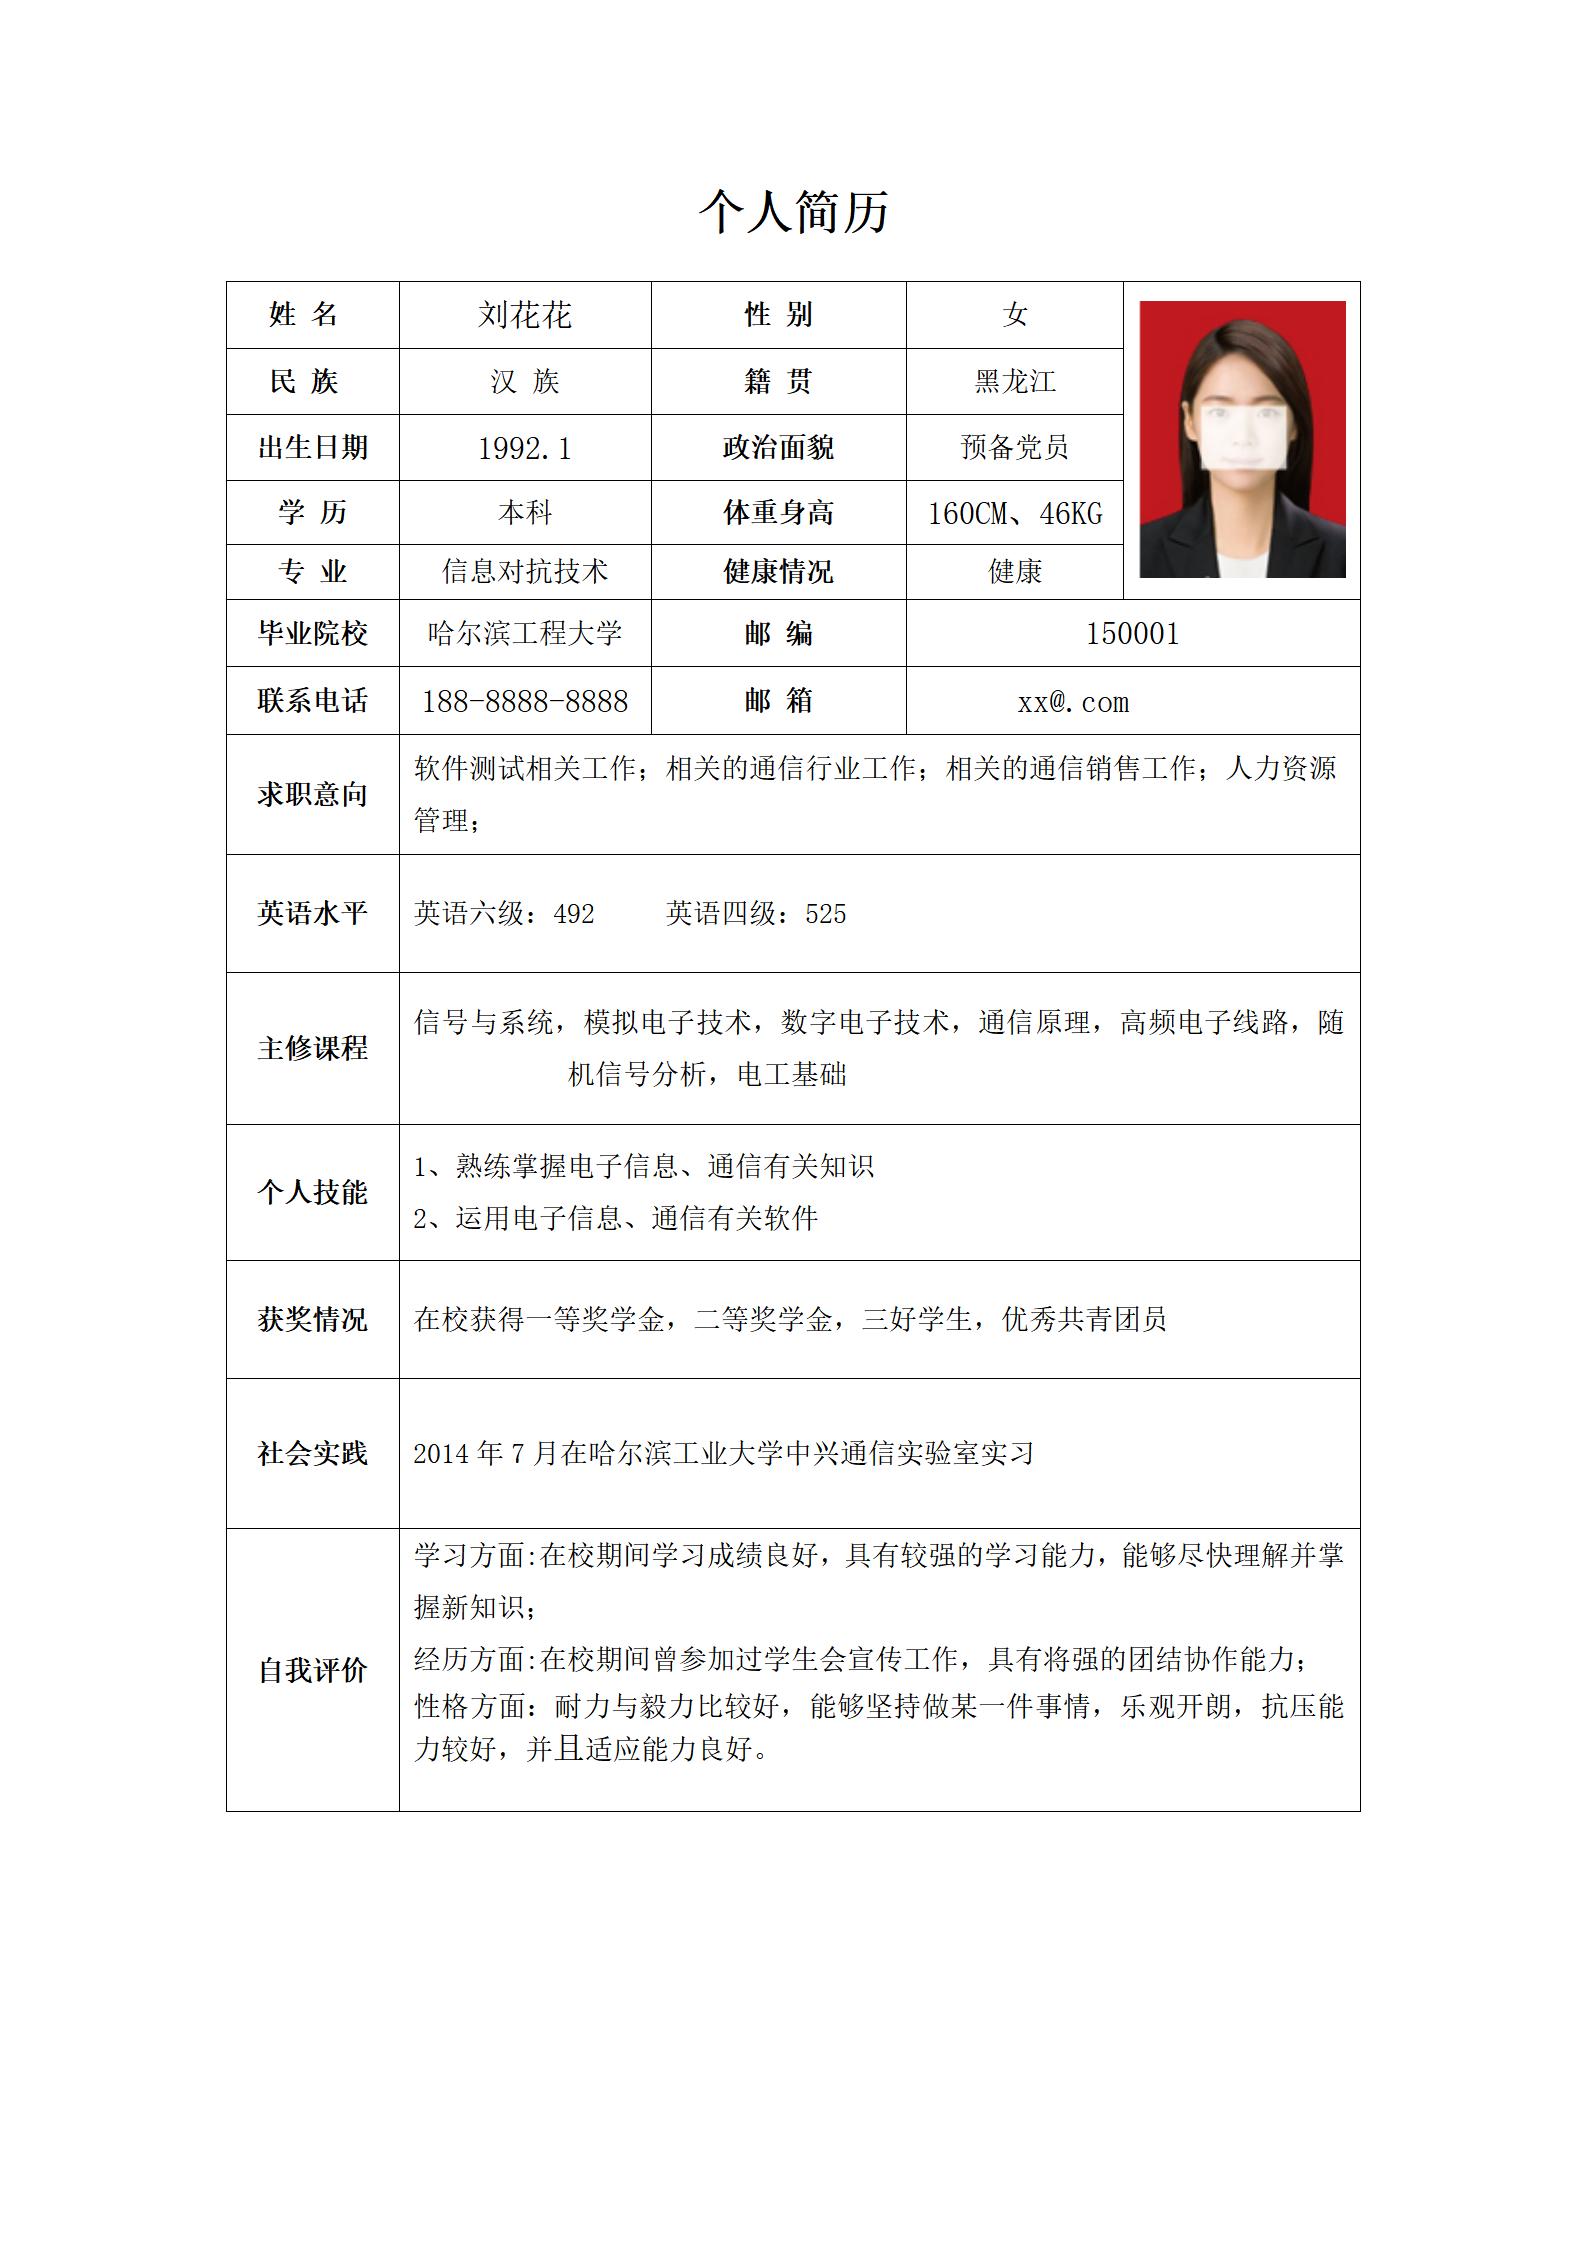 个人简历
姓 名 刘花花 性 别 女
民 族 汉 族 籍 贯 黑龙江
出生日期 1992.1 政治面貌 预备党员
学 历 本科 体重身高 160CM、46KG
专 业 信息对抗技术 健康情况 健康
毕业院校 哈尔滨工程大学 邮 编 150001
联系电话 188-8888-8888 邮 箱 xx@.com
求职意向
软件测试相关工作；相关的通信行业工作；相关的通信销售工作；人力资源
管理；
英语水平 英语六级：492 英语四级：525
主修课程
信号与系统，模拟电子技术，数字电子技术，通信原理，高频电子线路，随
机信号分析，电工基础
个人技能
1、熟练掌握电子信息、通信有关知识
2、运用电子信息、通信有关软件
获奖情况 在校获得一等奖学金，二等奖学金，三好学生，优秀共青团员
社会实践 2014 年 7 月在哈尔滨工业大学中兴通信实验室实习
自我评价
学习方面:在校期间学习成绩良好，具有较强的学习能力，能够尽快理解并掌
握新知识；
经历方面:在校期间曾参加过学生会宣传工作，具有将强的团结协作能力；
性格方面：耐力与毅力比较好，能够坚持做某一件事情，乐观开朗，抗压能
力较好，并且适应能力良好。